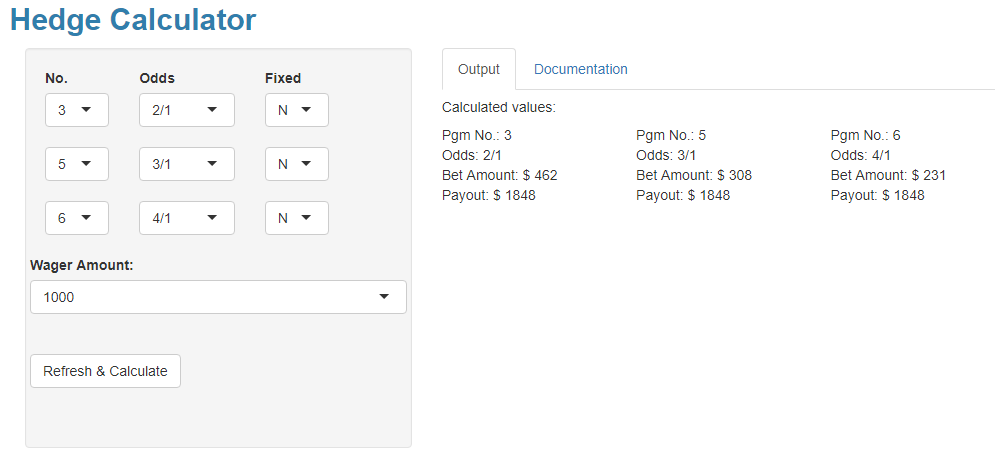 Hedge Calculator
No. Odds Fixed
3 2/1 N
5 3/1 N
6 4/1 N
Wager Amount:
1000
Refresh & Calculate
Output Documentation
Calculated values:
Pgm No.: 3
Odds: 2/1
Bet Amount: $ 462
Payout: $ 1848
Pgm No.: 5
Odds: 3/1
Bet Amount: $ 308
Payout: $ 1848
Pgm No.: 6
Odds: 4/1
Bet Amount: $ 231
Payout: $ 1848